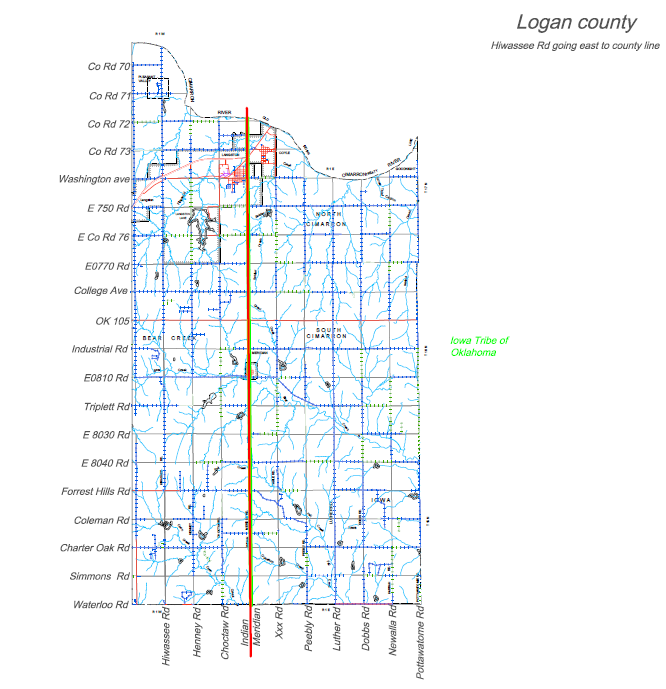 Logan county
Hiwassee Rd going east to county line
Co Rd 70
Co Rd 71
Co Rd 72
RIVER
Co Rd 73
Washington ave
CIMARRON
RIVER
E 750 Rd
NORTH
CIMARRON
E Co Rd 76
E0770 Rd
College Ave
OK 105
SOUTH
CIMARRON
BEAR CREEK
Iowa Tribe of
Oklahoma
Industrial Rd
MERIDIAN
E0810 Rd
Triplett Rd
E 8030 Rd
E 8040 Rd
Forrest Hills Rd
IOWA
Coleman Rd
Charter Oak Rd
Simmons Rd
Waterloo Rd
Hiwassee Rd
Henney Rd
Choctaw Rd
Indian
Meridian
Xxx Rd
Peebly Rd
Luther Rd
Dobbs Rd
Newalla Rd
Pottawatome Rd